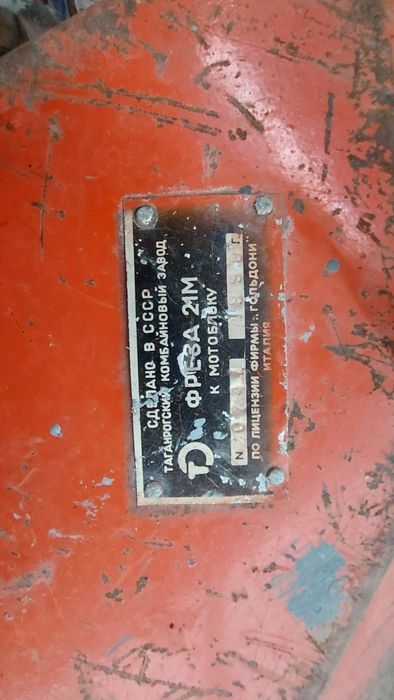 СДЕЛАНО В СССР
ТАГАНРОГСКИЙ КОМБАЙНОВЫЙ ЗАВОД
ФРЕЗА 21М
К МОТОБЛОКУ
N
ПО ЛИЦЕНЗИИ ФИРМЫ „ГОЛЬДОНИ"
ИТАЛИЯ